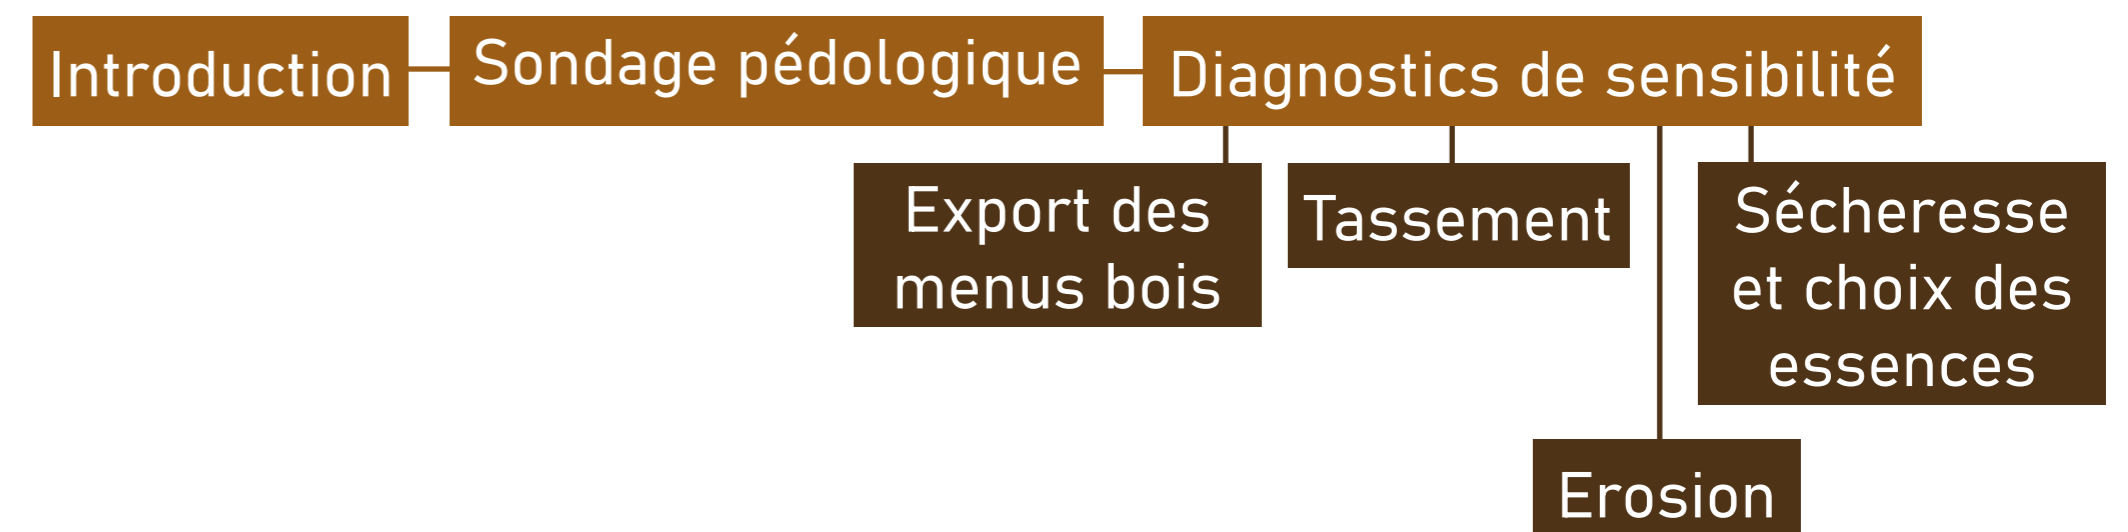 Introduction
Sondage pédologique
Diagnostics de sensibilité
Export des
menus bois
Tassement
Sécheresse
et choix des
essences
Erosion